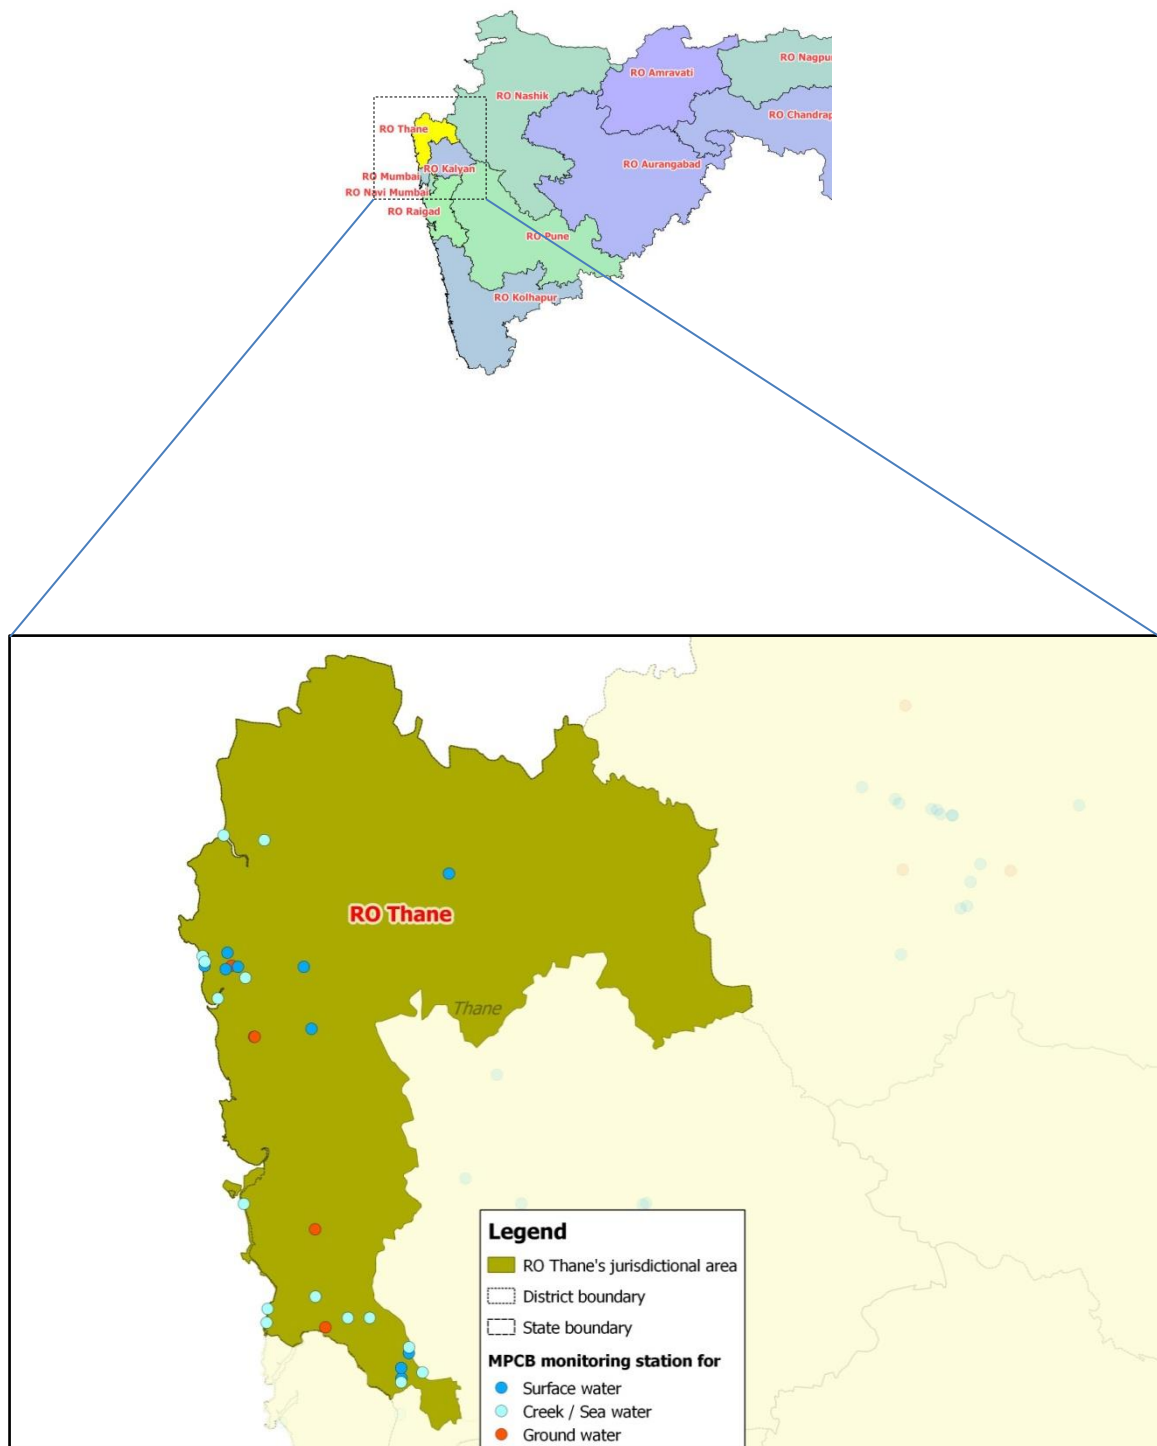 RO Nagpu
RO Amravati
RO Nashik
RO Chandrap
RO Thane
RO Aurangabad
RO Kalyan
RO Mumbai
RO Navi Mumbai
RO Raigad
RO Pune
RO Kolhapur
RO Thane
Thane
Legend
RO Thane's jurisdictional area
District boundary
State boundary
MPCB monitoring station for
Surface water
Creek / Sea water
Ground water